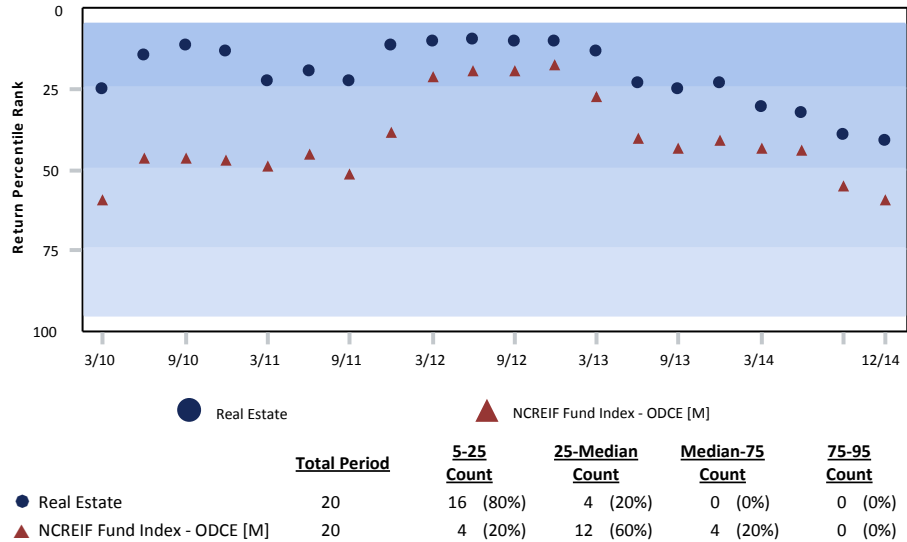 0
25
50
75
100
Return Percentile Rank
3/10 9/10 3/11 9/11 3/12 9/12 3/13 9/13 3/14 12/14
Real Estate NCREIF Fund Index - ODCE [M]
Total Period 5-25 Count 25-Median Count Median-75 Count 75-95 Count
Real Estate 20 16 (80%) 4 (20%) 0 (0%) 0 (0%)
NCREIF Fund Index - ODCE [M] 20 4 (20%) 12 (60%) 4 (20%) 0 (0%)